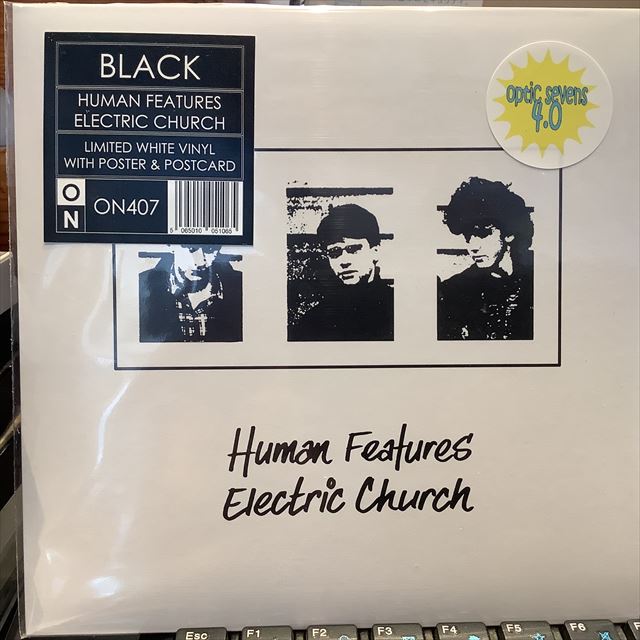 BLACK
HUMAN FEATURES
ELECTRIC CHURCH
LIMITED WHITE VINYL
WITH POSTER & POSTCARD
ON
ON407
5 065010 051065
optic sevens
4.0
Human Features
Electric Church
Esc
F1
F2
F3
F4
F5
F6